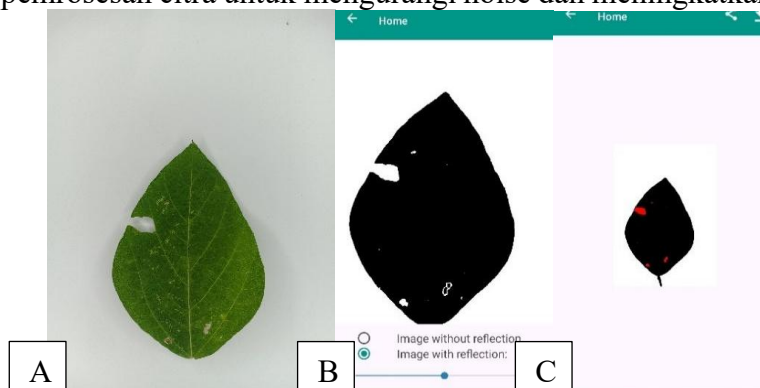 pemrosesan citra untuk mengurangi noise dan meningkatkan
Home
Home
Image without reflection
Image with reflection:
A
B
C